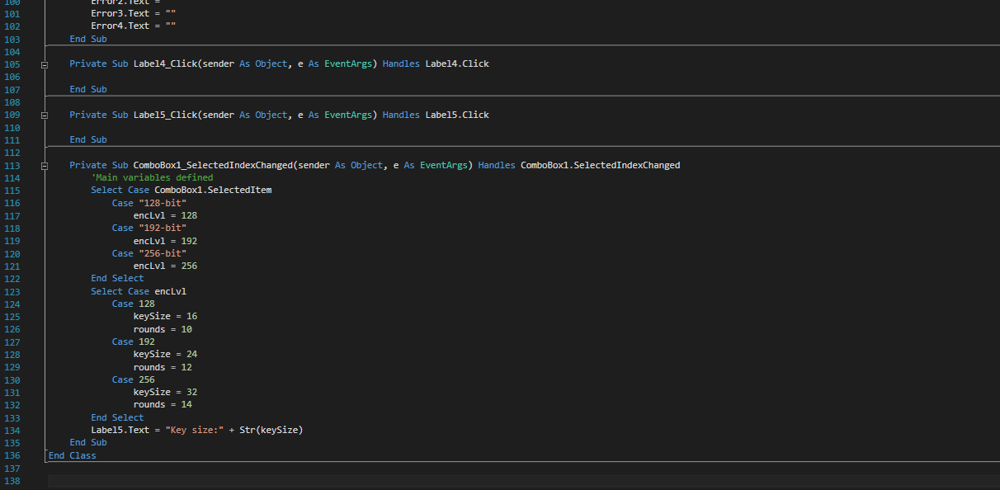 100 Error2.Text = ""
101 Error3.Text = ""
102 Error4.Text = ""
103 End Sub
104
105 Private Sub Label4_Click(sender As Object, e As EventArgs) Handles Label4.Click
106
107 End Sub
108
109 Private Sub Label5_Click(sender As Object, e As EventArgs) Handles Label5.Click
110
111 End Sub
112
113 Private Sub ComboBox1_SelectedIndexChanged(sender As Object, e As EventArgs) Handles ComboBox1.SelectedIndexChanged
114 'Main variables defined
115 Select Case ComboBox1.SelectedItem
116 Case "128-bit"
117 encLvl = 128
118 Case "192-bit"
119 encLvl = 192
120 Case "256-bit"
121 encLvl = 256
122 End Select
123 Select Case encLvl
124 Case 128
125 keySize = 16
126 rounds = 10
127 Case 192
128 keySize = 24
129 rounds = 12
130 Case 256
131 keySize = 32
132 rounds = 14
133 End Select
134 Label5.Text = "Key size:" + Str(keySize)
135 End Sub
136 End Class
137
138